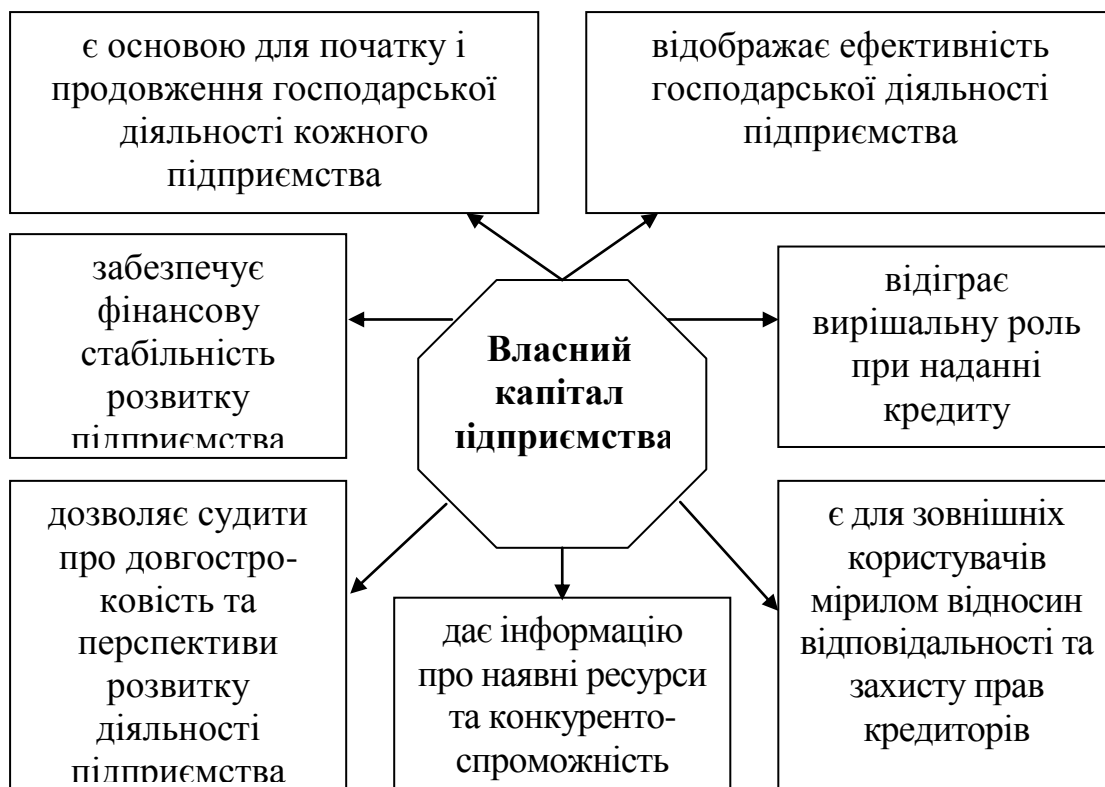 є основою для початку і
продовження господарської
діяльності кожного
підприємства
відображає ефективність
господарської діяльності
підприємства
забезпечує
фінансову
стабільність
розвитку
підприємства
Власний
капітал
підприємства
відіграє
вирішальну роль
при наданні
кредиту
дозволяє судити
про довгостро-
ковість та
перспективи
розвитку
діяльності
підприємства
дає інформацію
про наявні ресурси
та конкуренто-
спроможність
є для зовнішніх
користувачів
мірилом відносин
відповідальності та
захисту прав
кредиторів